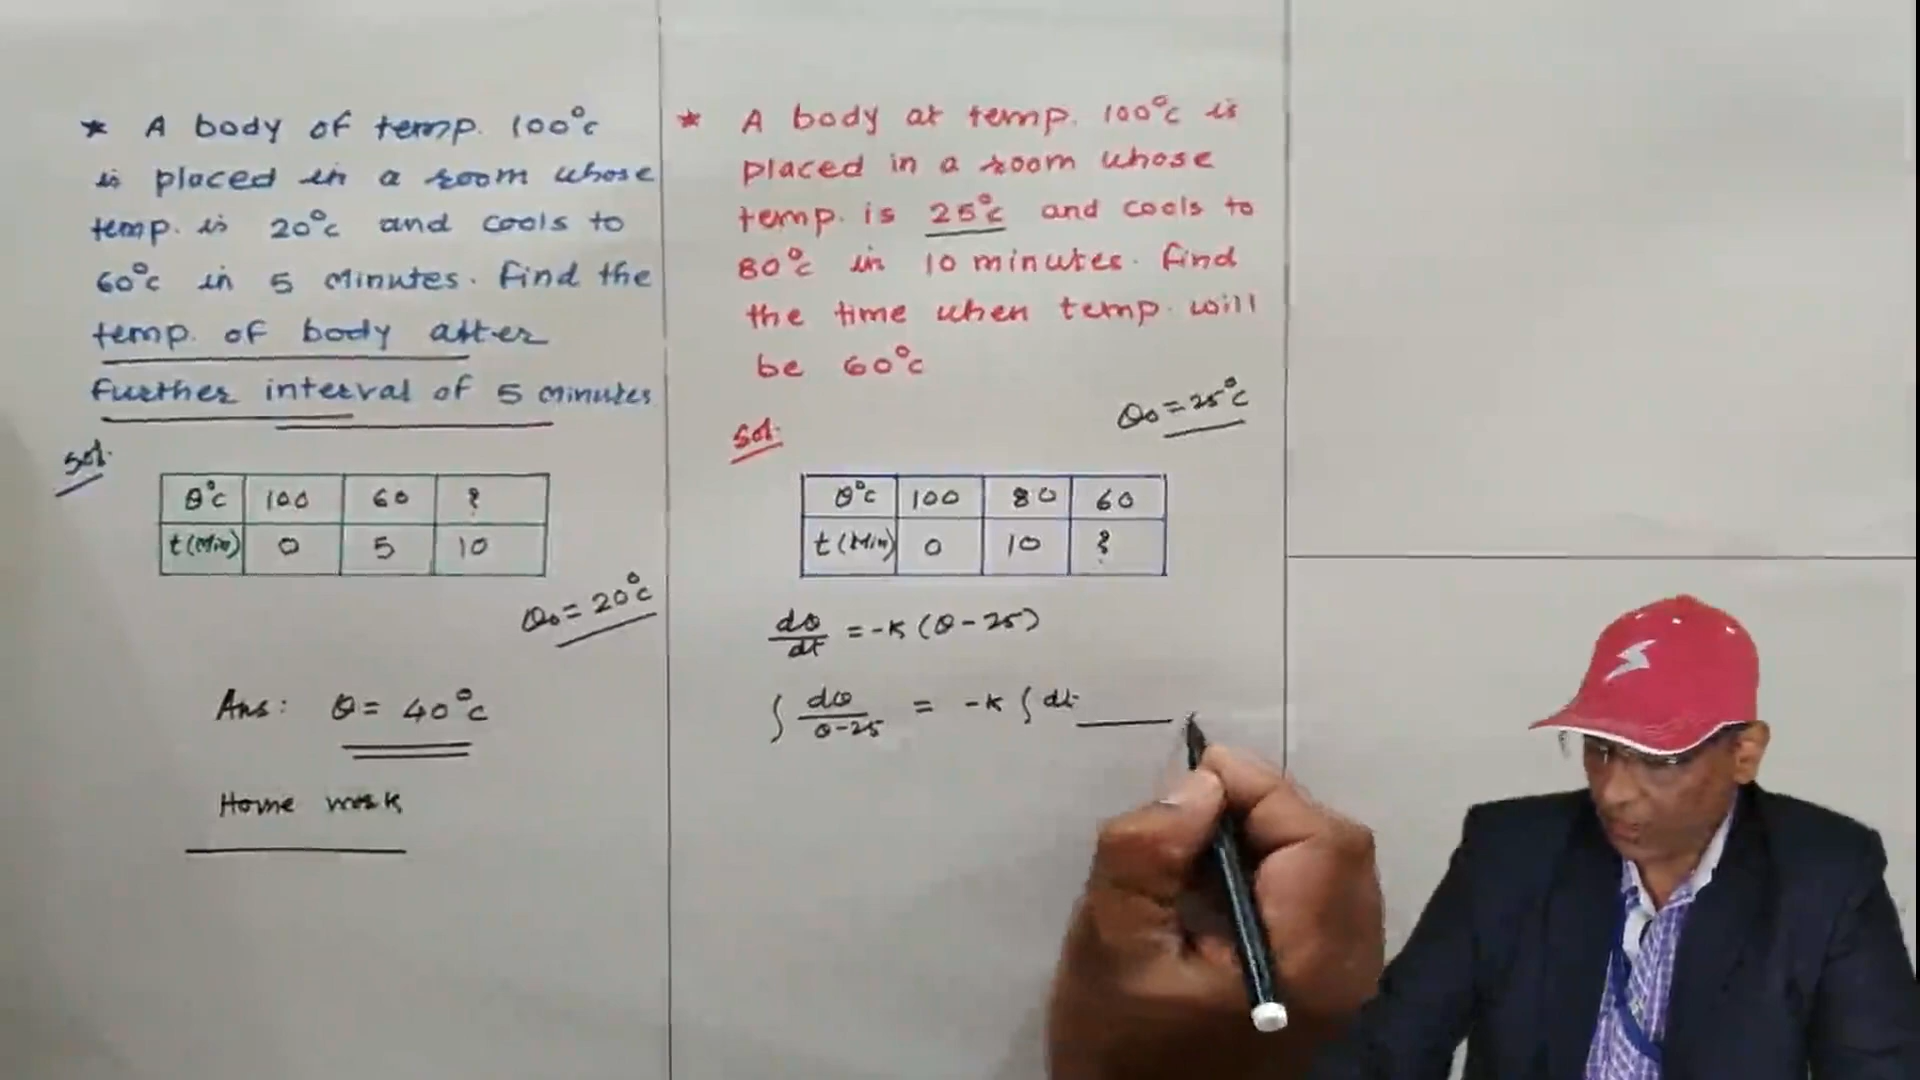 * A body of temp. 100°c
is placed in a room whose
temp. is 20°c and cools to
60°c in 5 Minutes. Find the
temp. of body after
further interval of 5 minutes
Sol.
θ°c 100 60 ?
t(Min) 0 5 10
θ₀ = 20°c
Ans: θ = 40°c
Home work
* A body at temp. 100°c is
placed in a room whose
temp. is 25°c and cools to
80°c in 10 minutes. Find
the time when temp. will
be 60°c
θ₀ = 25°c
Sol.
θ°c 100 80 60
t(Min) 0 10 ?
dθ/dt = -K (θ - 25)
∫ dθ/θ-25 = -K ∫ dt